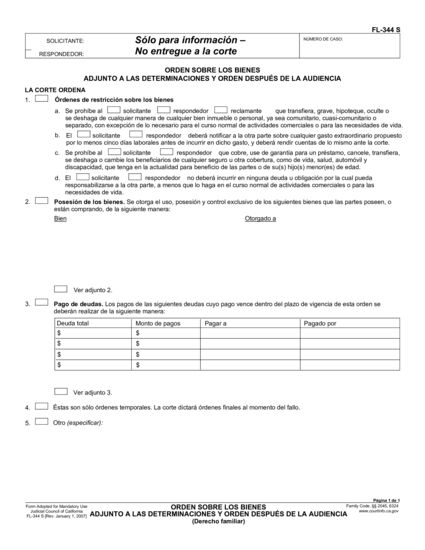 FL-344 S
SOLICITANTE:
Sólo para información –
NÚMERO DE CASO:
RESPONDEDOR:
No entregue a la corte
ORDEN SOBRE LOS BIENES
ADJUNTO A LAS DETERMINACIONES Y ORDEN DESPUÉS DE LA AUDIENCIA
LA CORTE ORDENA
1. Órdenes de restricción sobre los bienes
a. Se prohíbe al solicitante respondedor reclamante que transfiera, grave, hipoteque, oculte o
se deshaga de cualquier manera de cualquier bien inmueble o personal, ya sea comunitario, cuasi-comunitario o
separado, con excepción de lo necesario para el curso normal de actividades comerciales o para las necesidades de vida.
b. El solicitante respondedor deberá notificar a la otra parte sobre cualquier gasto extraordinario propuesto
por lo menos cinco días laborales antes de incurrir en dicho gasto, y deberá rendir cuentas de lo mismo ante la corte.
c. Se prohíbe al solicitante respondedor que cobre, use de garantía para un préstamo, cancele, transfiera,
se deshaga o cambie los beneficiarios de cualquier seguro u otra cobertura, como de vida, salud, automóvil y
discapacidad, que tenga en la actualidad para beneficio de las partes o de su(s) hijo(s) menor(es) de edad.
d. El solicitante respondedor no deberá incurrir en ninguna deuda u obligación por la cual pueda
responsabilizarse a la otra parte, a menos que lo haga en el curso normal de actividades comerciales o para las
necesidades de vida.
2. Posesión de los bienes. Se otorga el uso, posesión y control exclusivo de los siguientes bienes que las partes poseen, o
están comprando, de la siguiente manera:
Bien Otorgado a
Ver adjunto 2.
3. Pago de deudas. Los pagos de las siguientes deudas cuyo pago vence dentro del plazo de vigencia de esta orden se
deberán realizar de la siguiente manera:
Deuda total Monto de pagos Pagar a Pagado por
$ $
$ $
$ $
$ $
Ver adjunto 3.
4. Éstas son sólo órdenes temporales. La corte dictará órdenes finales al momento del fallo.
5. Otro (especificar):
Página 1 de 1
Form Adopted for Mandatory Use
Judicial Council of California
FL-344 S [Rev. January 1, 2007]
ORDEN SOBRE LOS BIENES
ADJUNTO A LAS DETERMINACIONES Y ORDEN DESPUÉS DE LA AUDIENCIA
(Derecho familiar)
Family Code, §§ 2045, 6324
www.courtinfo.ca.gov